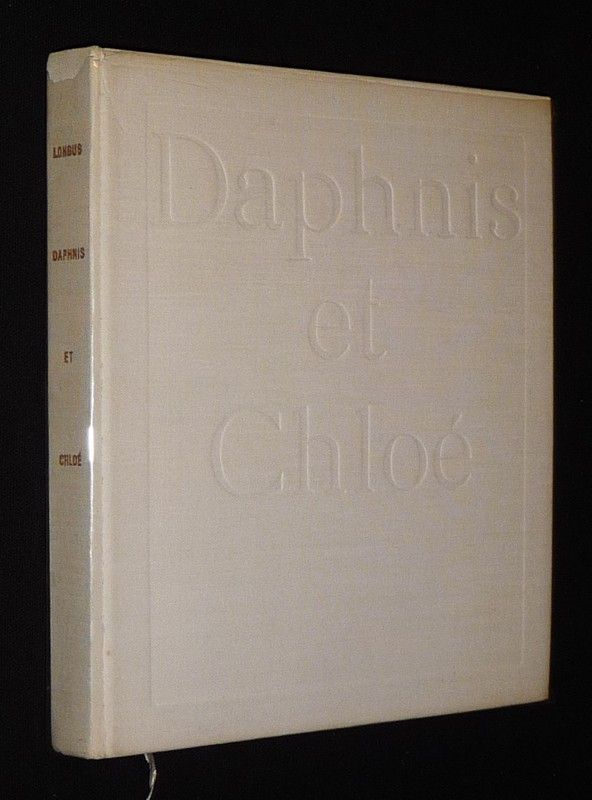 LONGUS
DAPHNIS
ET
CHLOÉ
Daphnis
et
Chloé